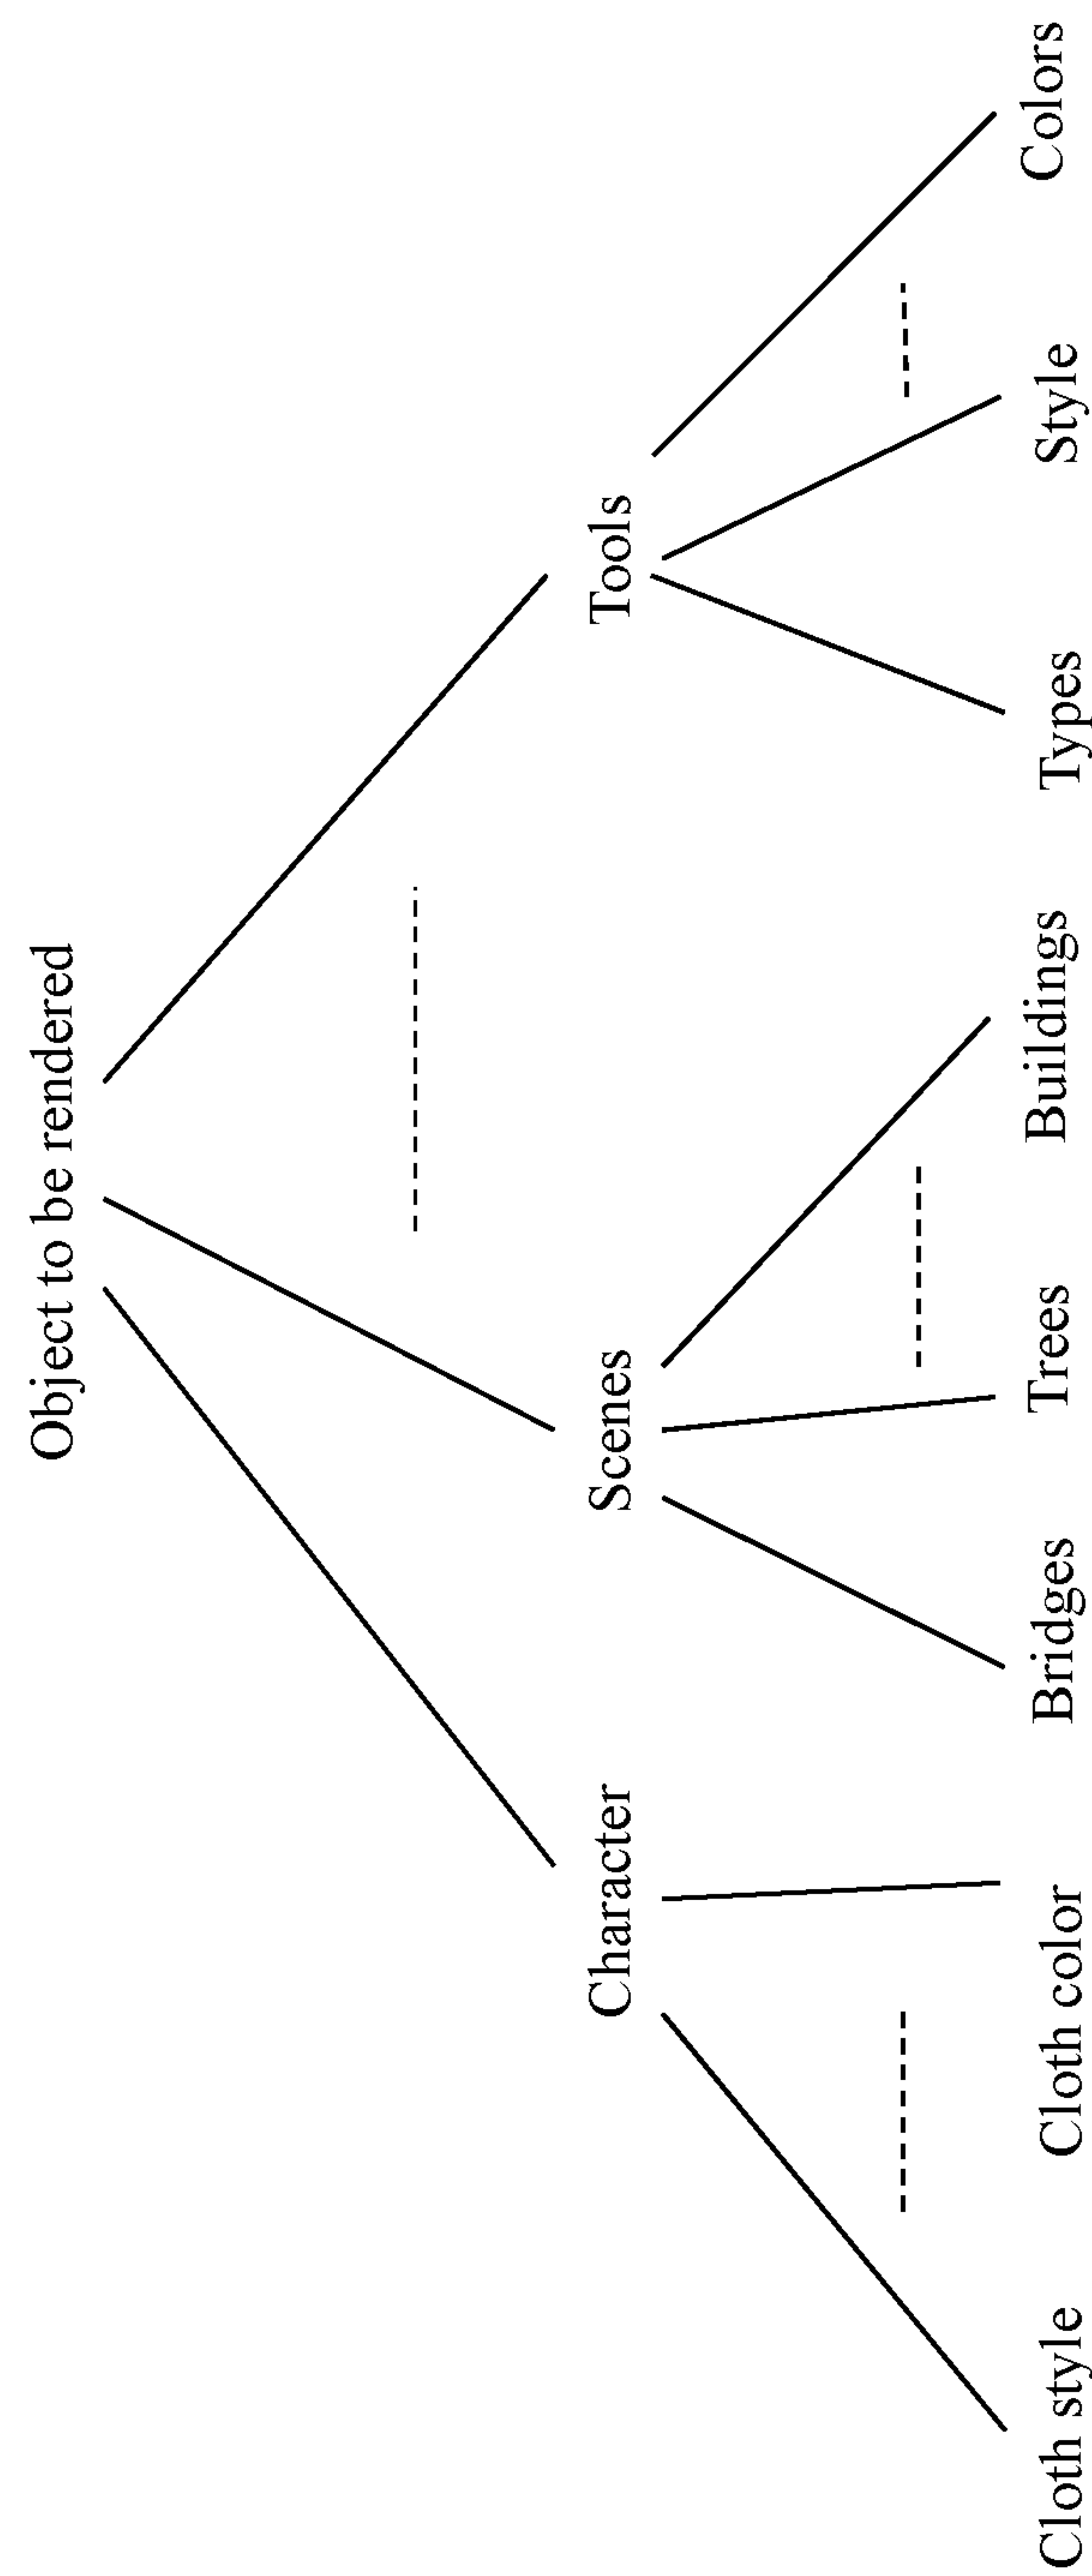 Object to be rendered
Character
Scenes
Tools
Cloth style
Cloth color
Bridges
Trees
Buildings
Types
Style
Colors